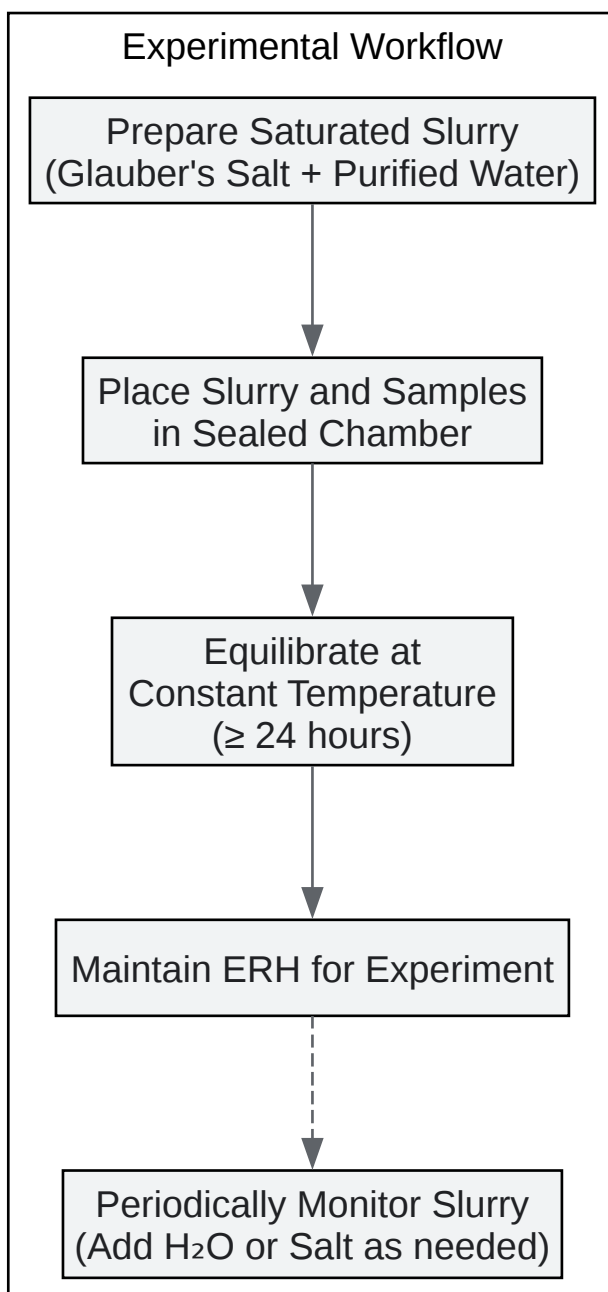 Experimental Workflow
Prepare Saturated Slurry
(Glauber's Salt + Purified Water)
Place Slurry and Samples
in Sealed Chamber
Equilibrate at
Constant Temperature
(≥ 24 hours)
Maintain ERH for Experiment
Periodically Monitor Slurry
(Add H₂O or Salt as needed)